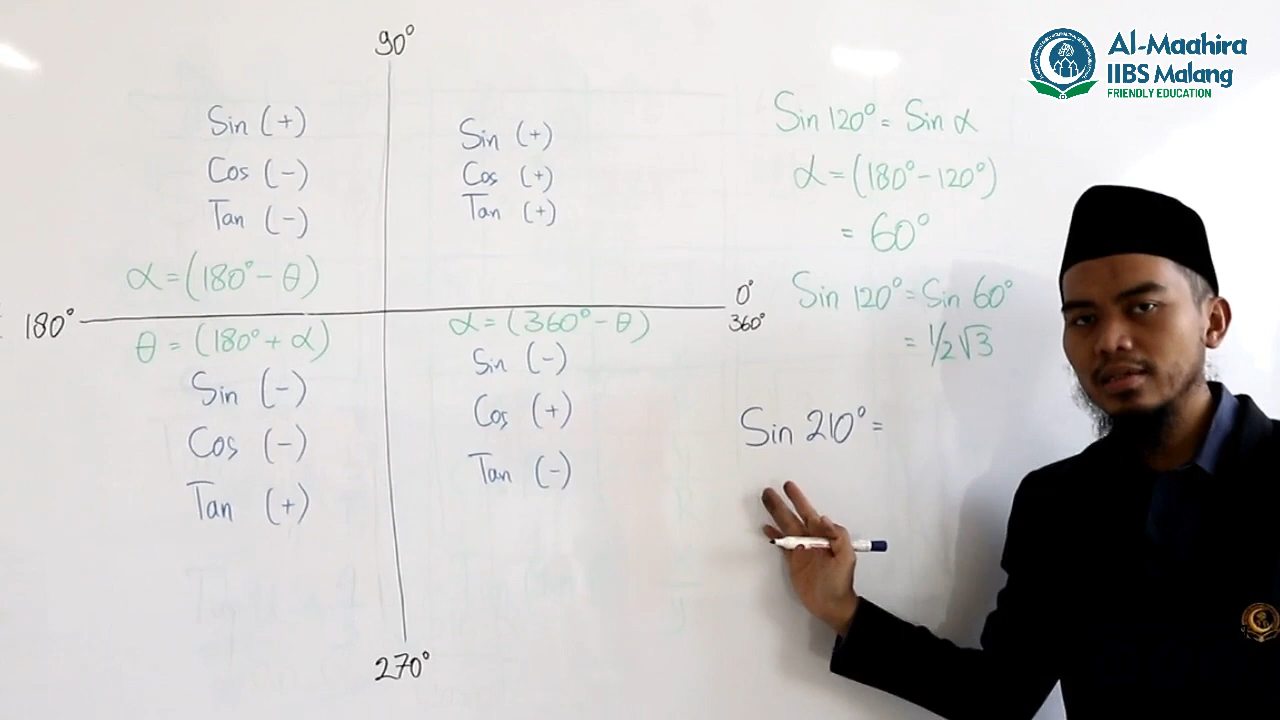 90°
Sin (+)
Cos (-)
Tan (-)
α = (180° - θ)
Sin (+)
Cos (+)
Tan (+)
180°
0°
360°
θ = (180° + α)
Sin (-)
Cos (-)
Tan (+)
α = (360° - θ)
Sin (-)
Cos (+)
Tan (-)
270°
Al-Maahira
IIBS Malang
FRIENDLY EDUCATION
Sin 120° = Sin α
α = (180° - 120°)
= 60°
Sin 120° = Sin 60°
= 1/2√3
Sin 210° =